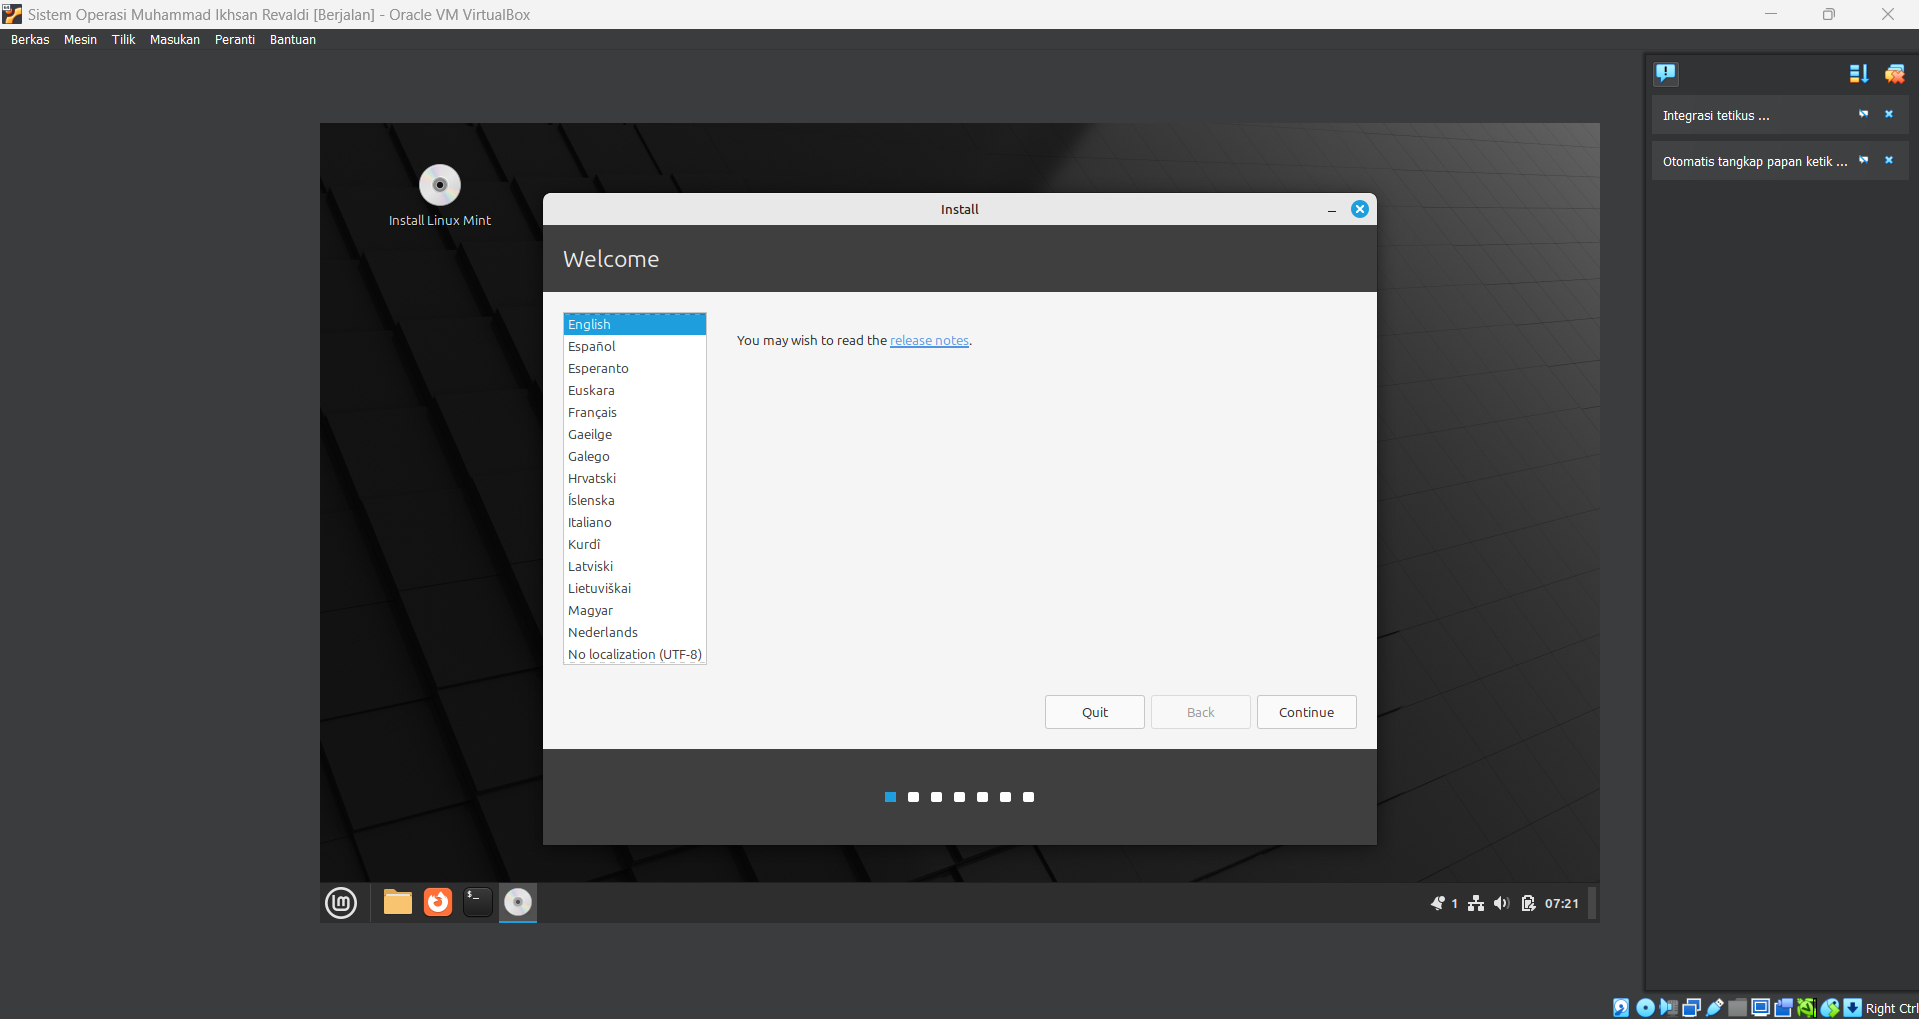 Sistem Operasi Muhammad Ikhsan Revaldi [Berjalan] - Oracle VM VirtualBox
Berkas Mesin Tilik Masukan Peranti Bantuan
Integrasi tetikus ...
Otomatis tangkap papan ketik ...
Install Linux Mint
Install
Welcome
English
Español
Esperanto
Euskara
Français
Gaeilge
Galego
Hrvatski
Íslenska
Italiano
Kurdî
Latviski
Lietuviškai
Magyar
Nederlands
No localization (UTF-8)
You may wish to read the release notes.
Quit Back Continue
1 07:21
Right Ctrl